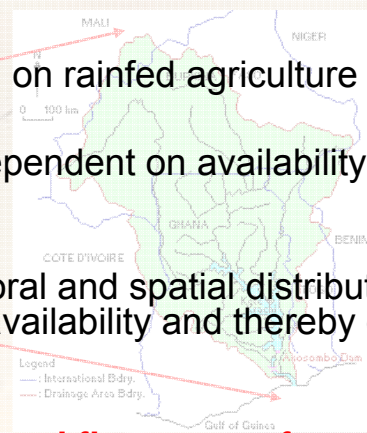 MALI
NIGER
N
on rainfed agriculture
0 100 km
pendent on availability
GHANA
BENIN
COTE D'IVOIRE
oral and spatial distribut
vailability and thereby
Akosombo Dam
Legend
: International Bdry.
: Drainage Area Bdry.
Gulf of Guinea